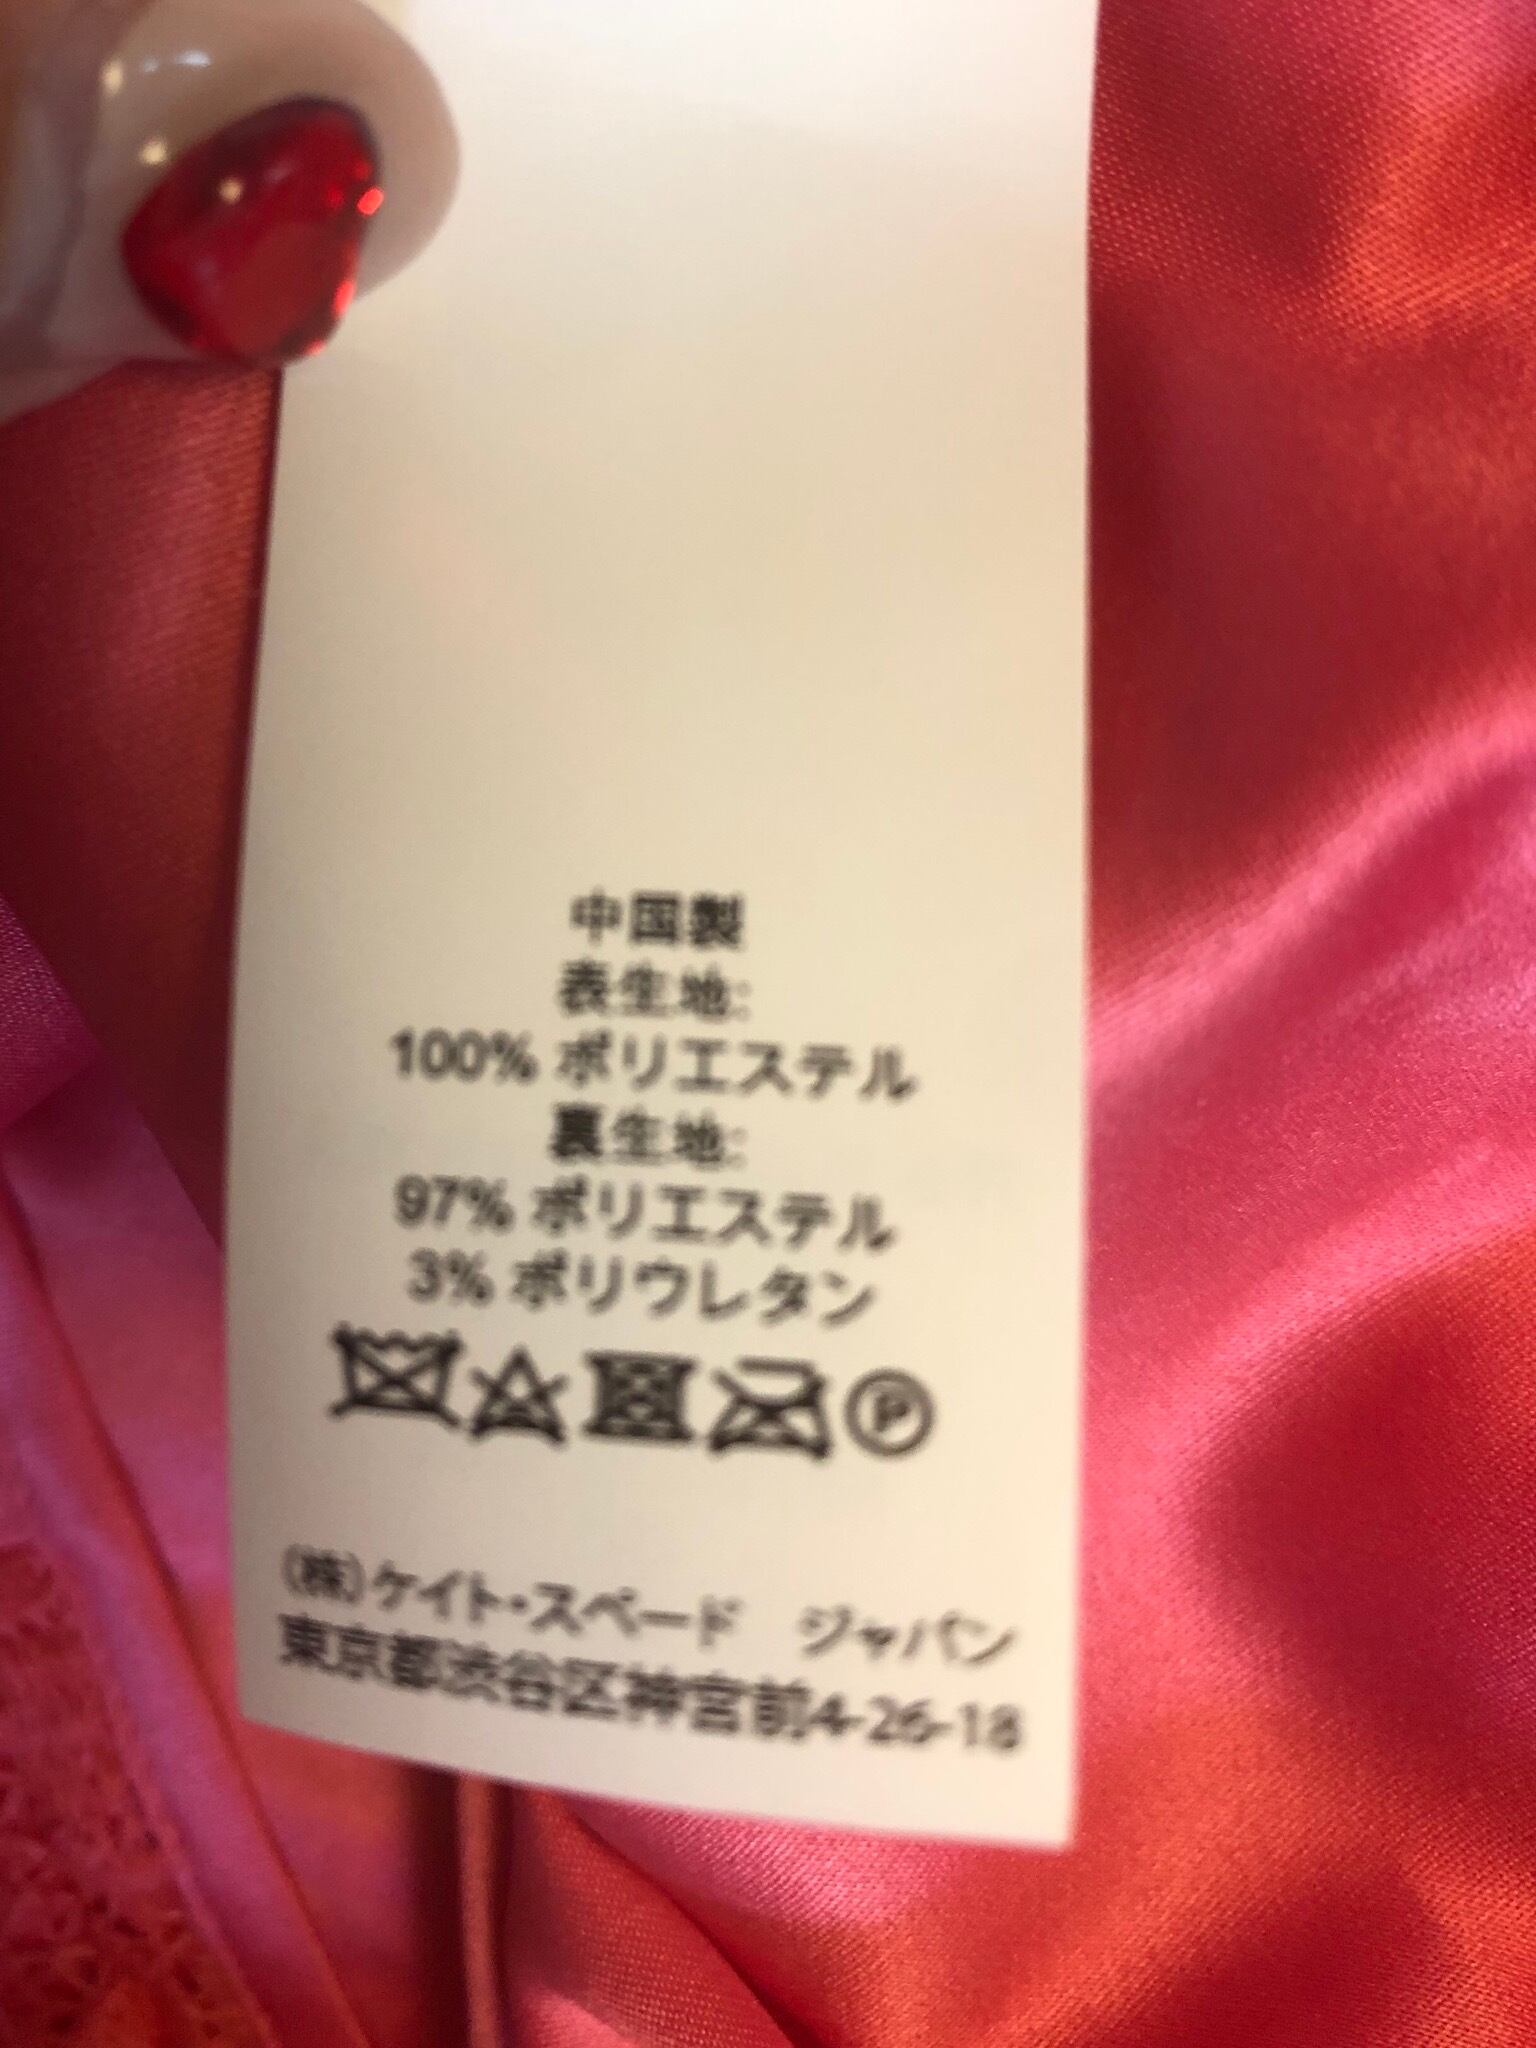 中国製
表生地:
100% ポリエステル
裏生地:
97% ポリエステル
3% ポリウレタン
P
(株)ケイト・スペード ジャパン
東京都渋谷区神宮前4-26-18